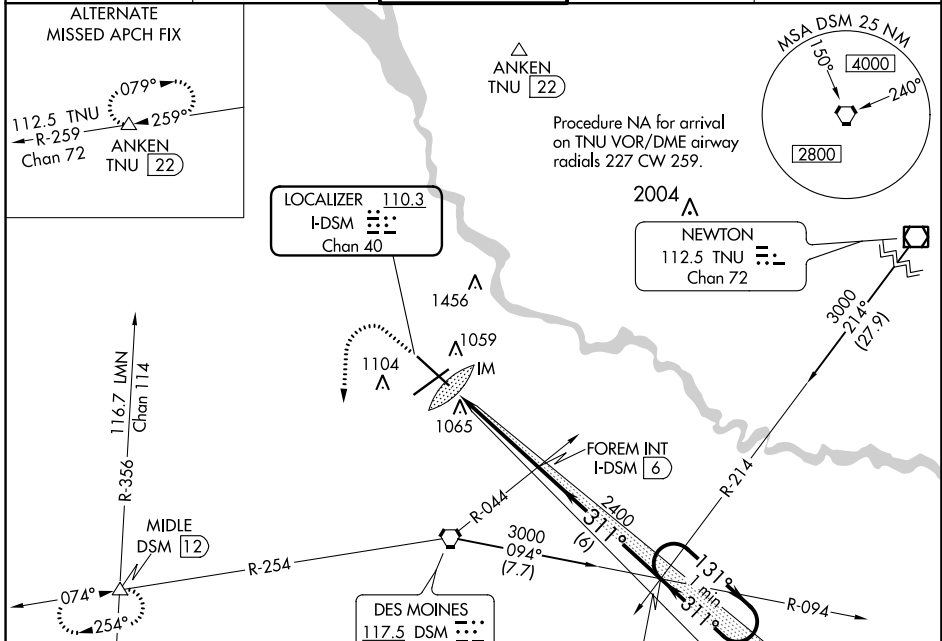 ALTERNATE
MISSED APCH FIX
079°
112.5 TNU
R-259
Chan 72
259°
ANKEN
TNU 22
ANKEN
TNU 22
MSA DSM 25 NM
150°
4000
240°
2800
Procedure NA for arrival
on TNU VOR/DME airway
radials 227 CW 259.
2004
LOCALIZER 110.3
I-DSM
Chan 40
NEWTON
112.5 TNU
Chan 72
1456
3000
214°
(27.9)
1059
1104
IM
1065
116.7 LMN
Chan 114
R-356
FOREM INT
I-DSM 6
R-214
R-044
2400
311°
(6)
MIDLE
DSM 12
R-254
3000
094°
(7.7)
131°
1 min
311°
R-094
074°
254°
DES MOINES
117.5 DSM